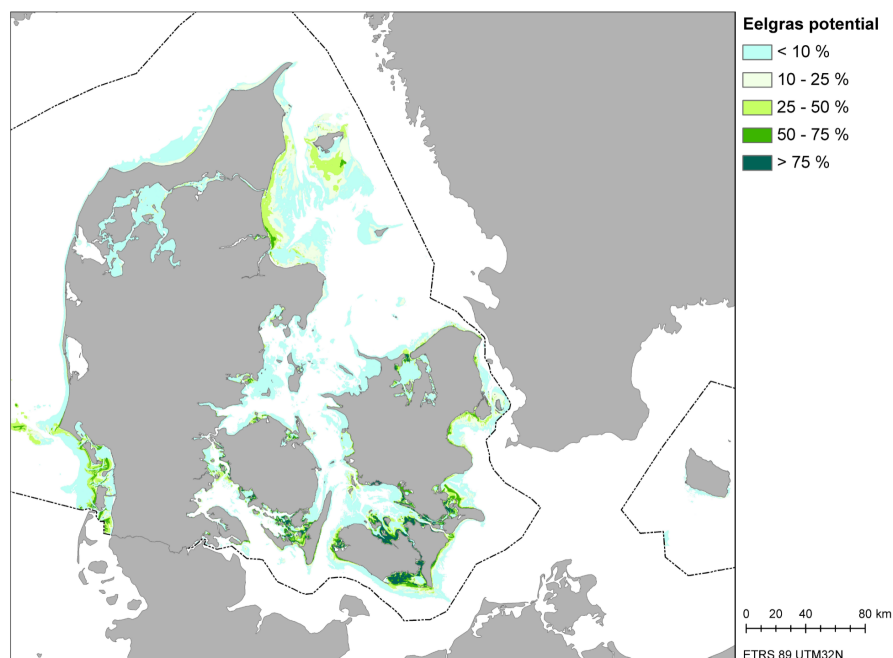 Eelgras potential
< 10 %
10 - 25 %
25 - 50 %
50 - 75 %
> 75 %
0 20 40 80 km
ETRS 89 UTM32N